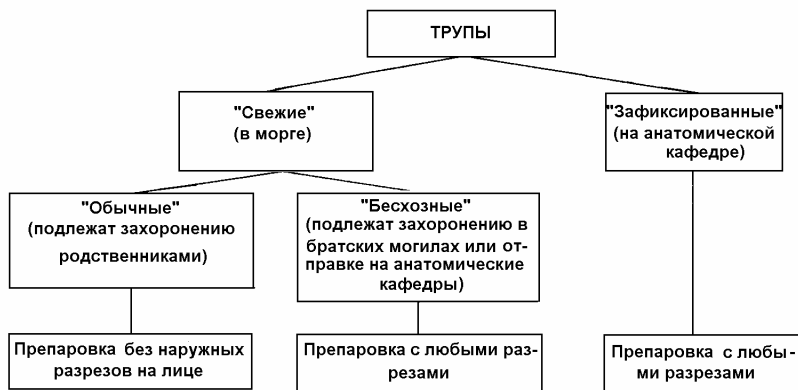 ТРУПЫ
"Свежие"
(в морге)
"Зафиксированные"
(на анатомической
кафедре)
"Обычные"
(подлежат захоронению
родственниками)
"Бесхозные"
(подлежат захоронению в
братских могилах или от-
правке на анатомические
кафедры)
Препаровка без наружных
разрезов на лице
Препаровка с любыми раз-
резами
Препаровка с любы-
ми разрезами